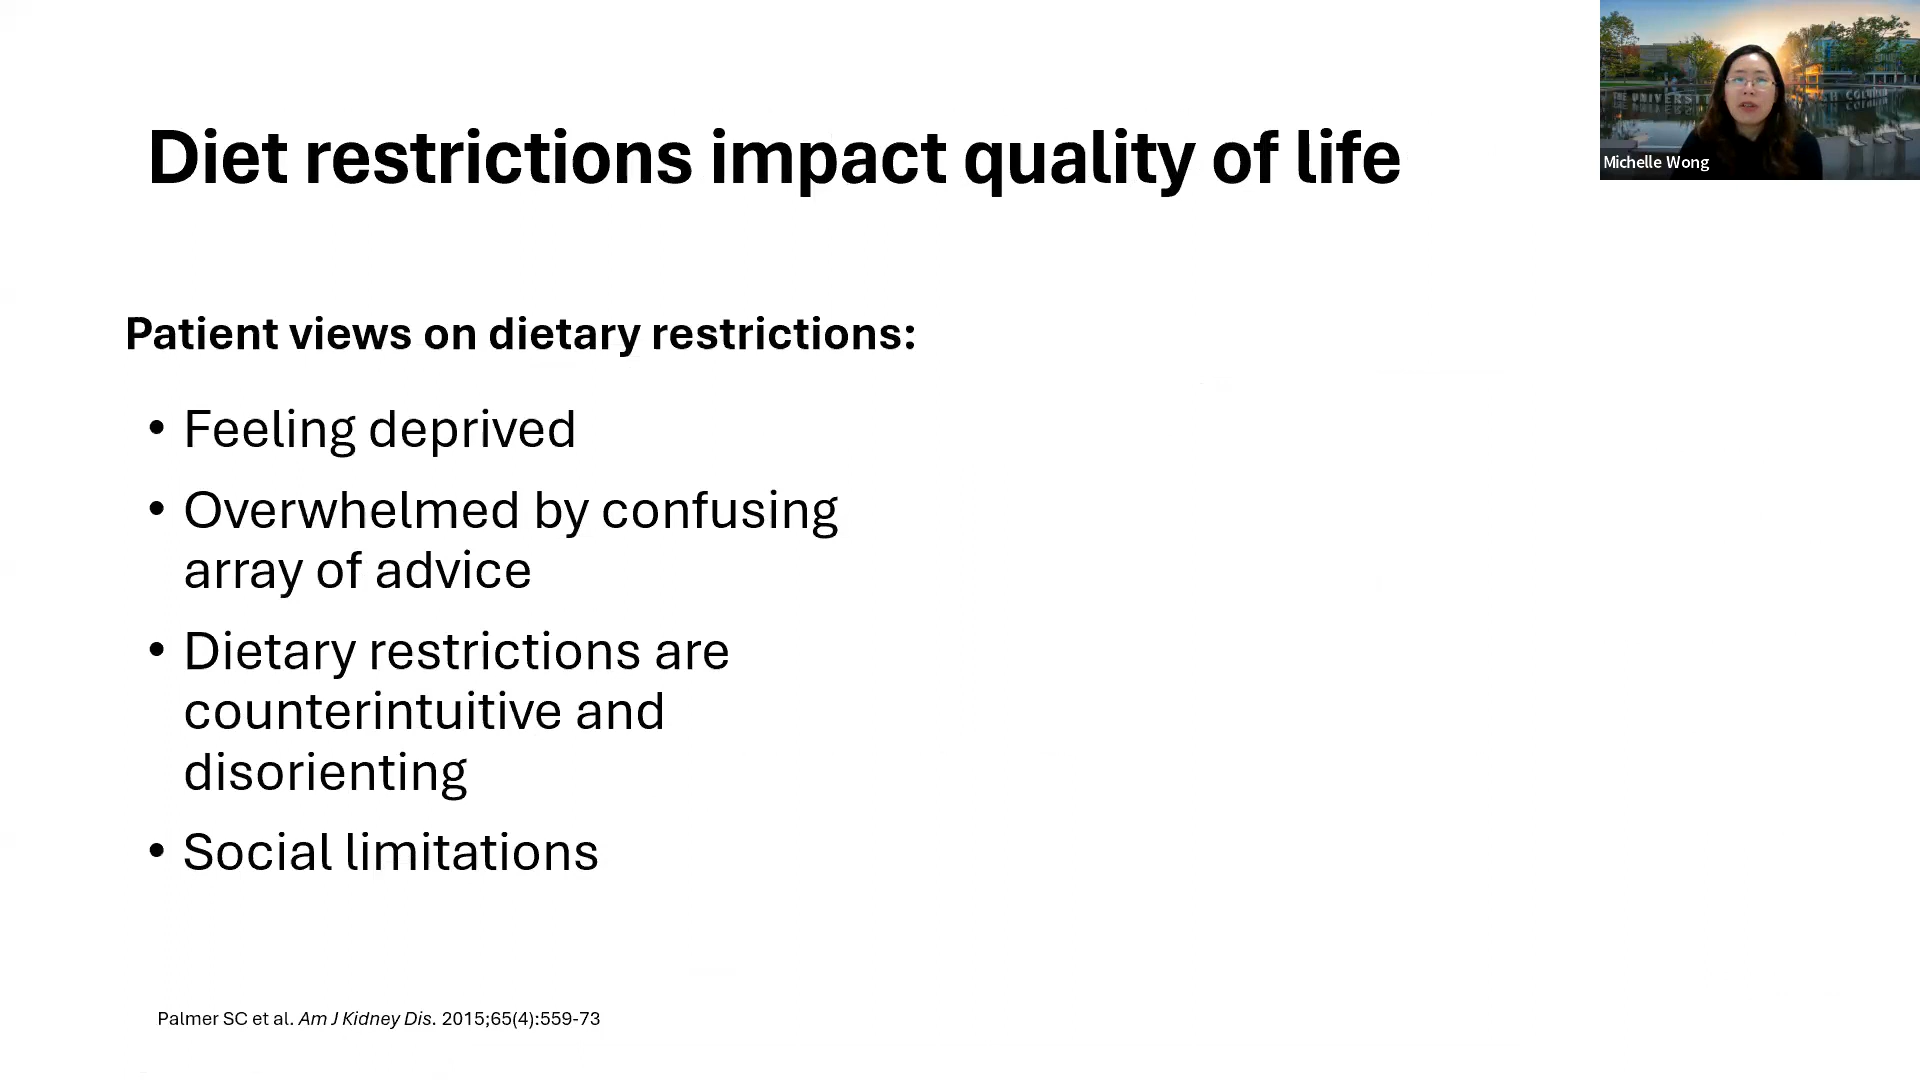 Diet restrictions impact quality of life
Michelle Wong
Patient views on dietary restrictions:
• Feeling deprived
• Overwhelmed by confusing
array of advice
• Dietary restrictions are
counterintuitive and
disorienting
• Social limitations
Palmer SC et al. Am J Kidney Dis. 2015;65(4):559-73